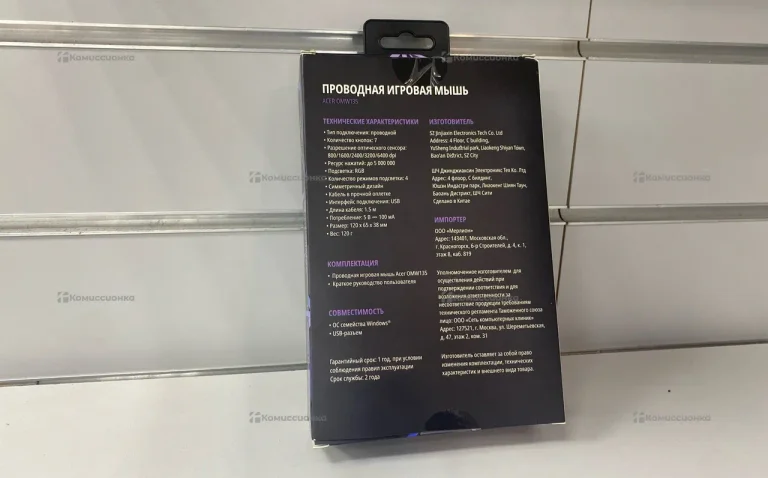 ПРОВОДНАЯ ИГРОВАЯ МЫШЬ
ACER OMW135
ТЕХНИЧЕСКИЕ ХАРАКТЕРИСТИКИ
• Тип подключения: проводной
• Количество кнопок: 7
• Разрешение оптического сенсора:
800/1600/2400/3200/6400 dpi
• Ресурс нажатий: до 5 000 000
• Подсветка: RGB
• Количество режимов подсветки: 4
• Симметричный дизайн
• Кабель в прочной оплетке
• Интерфейс подключения: USB
• Длина кабеля: 1.5 м
• Потребление: 5 В ⎓ 100 мА
• Размер: 120 x 65 x 38 мм
• Вес: 120 г
КОМПЛЕКТАЦИЯ
• Проводная игровая мышь Acer OMW135
• Краткое руководство пользователя
СОВМЕСТИМОСТЬ
• ОС семейства Windows®
• USB-разъем
Гарантийный срок: 1 год, при условии
соблюдения правил эксплуатации
Срок службы: 2 года
ИЗГОТОВИТЕЛЬ
SZ Jinjiaxin Electronics Tech Co. Ltd
Address: 4 Floor, C building,
YuSheng Industrial park, Liaokeng Shiyan Town,
Bao'an District, SZ City
ШЧ Джинджиаксин Электроникс Тех Ко. Лтд
Адрес: 4 флоор, С билдинг,
Юшэн Индастри парк, Лиаокенг Шиян Таун,
Баоань Дистрикт, ШЧ Сити
Сделано в Китае
ИМПОРТЕР
ООО «Мерлион»
Адрес: 143401, Московская обл.,
г. Красногорск, б-р Строителей, д. 4, к. 1,
этаж 8, каб. 819
Уполномоченное изготовителем для
осуществления действий при
подтверждении соответствия и для
возложения ответственности за
несоответствие продукции требованиям
технического регламента Таможенного союза
лицо: ООО «Сеть компьютерных клиник»
Адрес: 127521, г. Москва, ул. Шереметьевская,
д. 47, этаж 2, ком. 31
Изготовитель оставляет за собой право
изменения комплектации, технических
характеристик и внешнего вида товара.
Комиссионка
Комиссионка
Комиссионка
Комиссионка
Комиссионка
Комиссионка
Комиссионка
Комиссионка